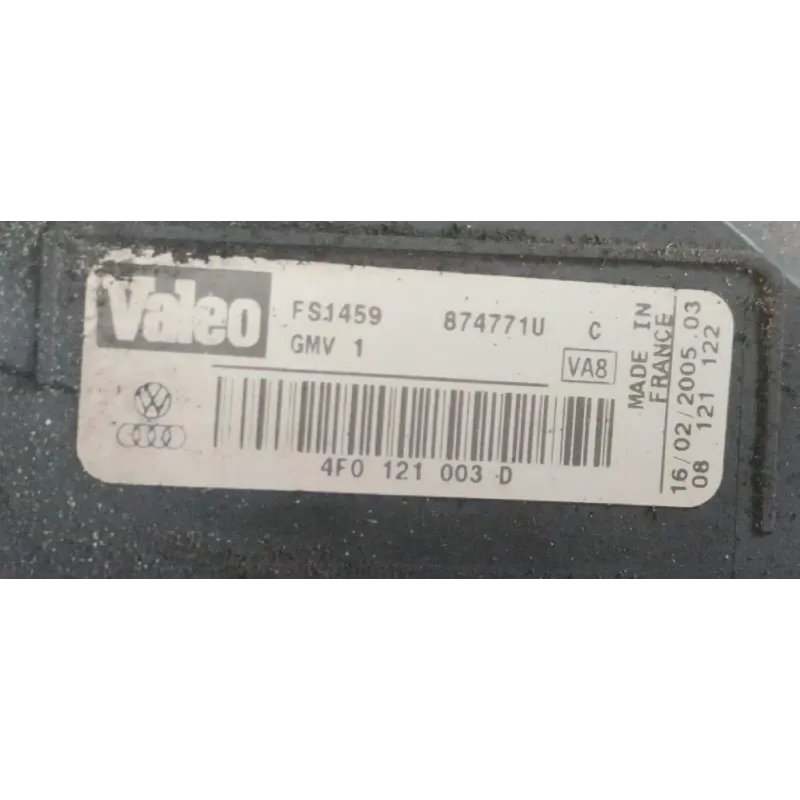 Valeo
FS1459 874771U C
GMV 1 VA8
4F0 121 003 D
MADE IN
FRANCE
16/02/2005.03
08 121 122